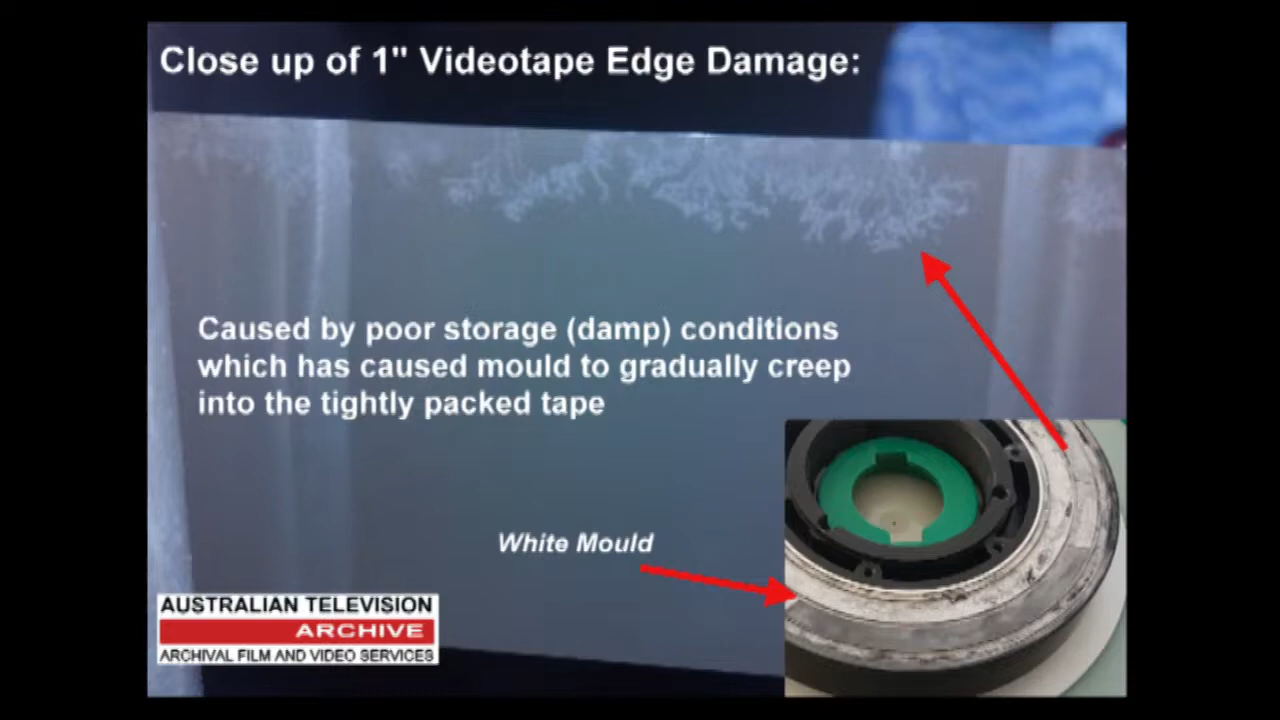 Close up of 1" Videotape Edge Damage:
Caused by poor storage (damp) conditions
which has caused mould to gradually creep
into the tightly packed tape
White Mould
AUSTRALIAN TELEVISION
ARCHIVE
ARCHIVAL FILM AND VIDEO SERVICES